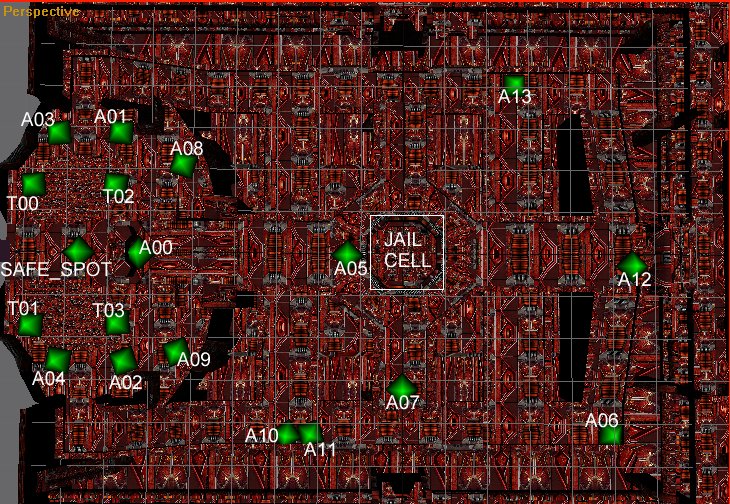 Perspective
A13
A03
A01
A08
T00
T02
A00
JAIL
CELL
SAFE_SPOT
A05
A12
T01
T03
A09
A04
A02
A07
A06
A10
A11